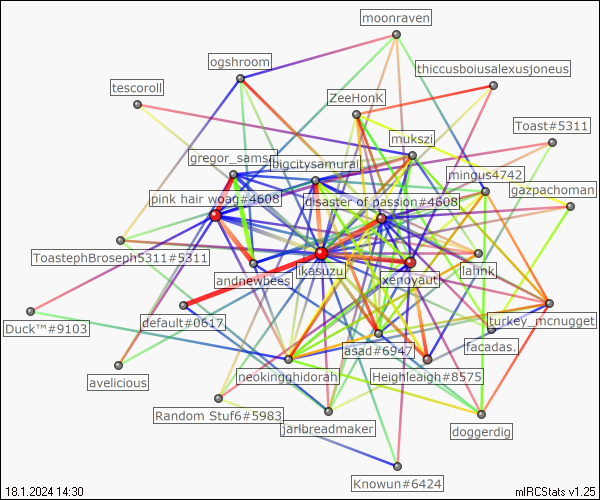 moonraven
ogshroom
thiccusboiusalexusjoneus
tescoroll
ZeeHonK
Toast#5311
mukszi
gregor_samsa
bigcitysamurai
mingus4742
gazpachoman
pink hair woag#4608
disaster of passion#4608
ToastephBroseph5311#5311
andnewbees
ikasuzu
xenoyaut
lahnk_
default#0617
turkey_mcnugget
Duck™#9103
asad#6947
facadas.
avelicious
neokingghidorah
Heighleigh#8575
Random Stuf6#5983
jarlbreadmaker
doggerdig
Knowun#6424
18.1.2024 14:30
mIRCStats v1.25